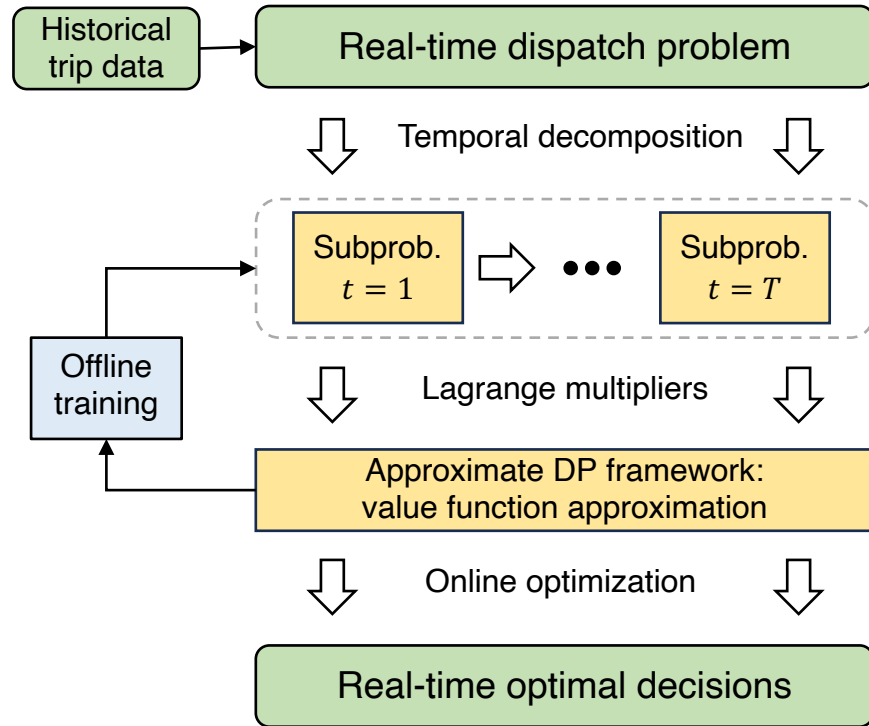 Historical
trip data
Real-time dispatch problem
Temporal decomposition
Subprob.
t = 1
•••
Subprob.
t = T
Offline
training
Lagrange multipliers
Approximate DP framework:
value function approximation
Online optimization
Real-time optimal decisions